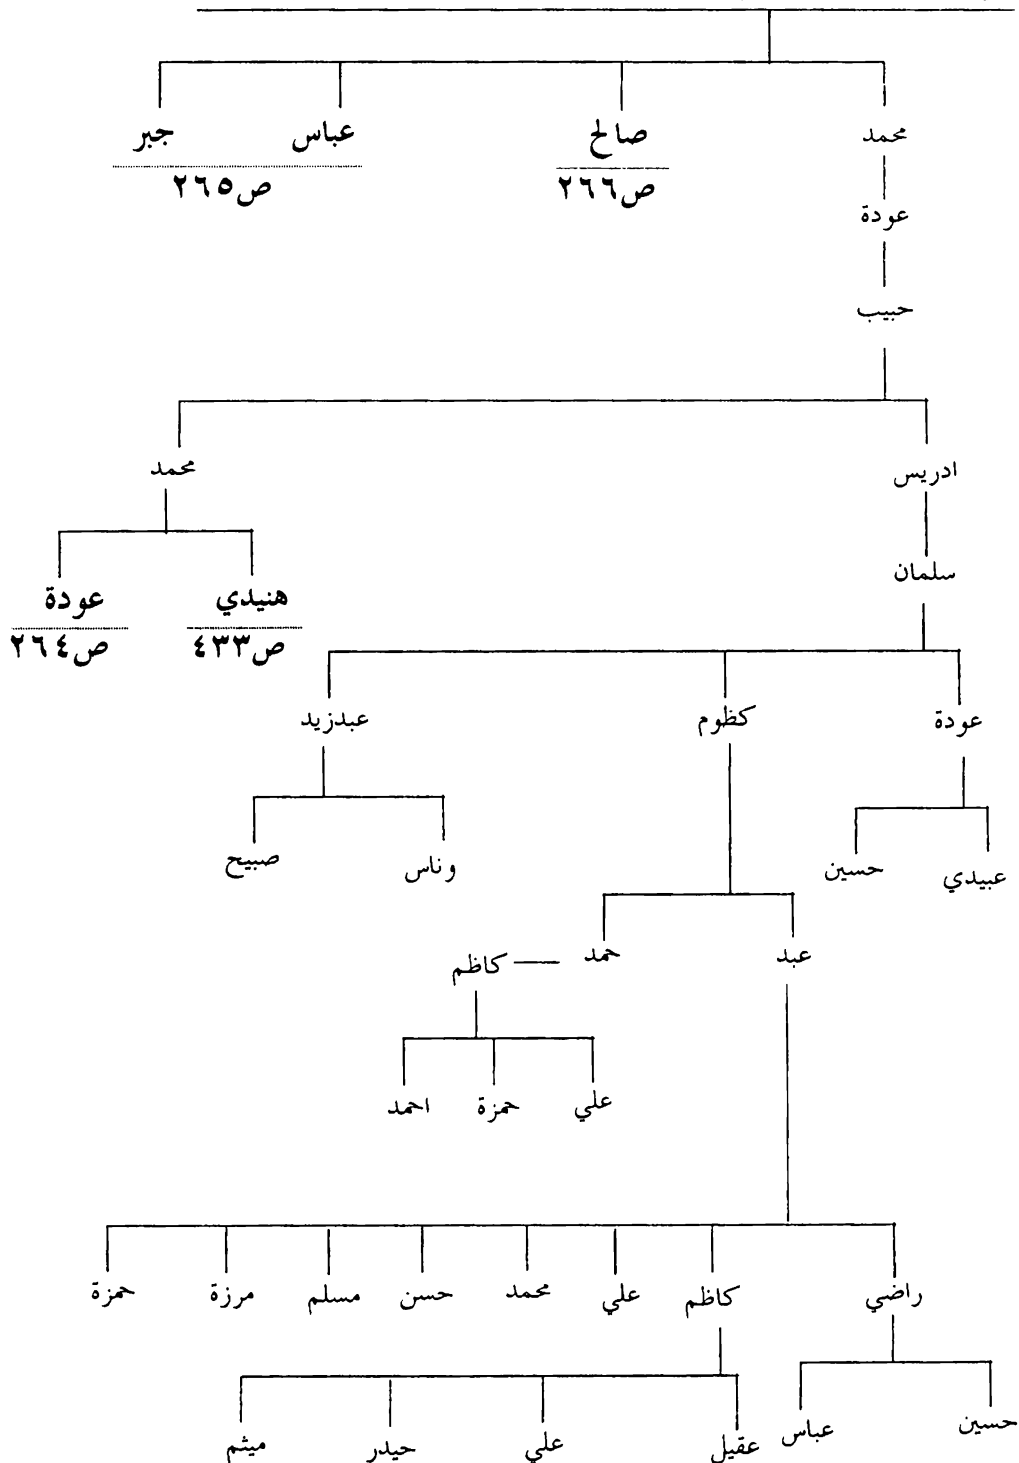 محمد صالح عباس جبر
ص٢٦٦ ص٢٦٥
عودة
حبيب
ادريس محمد
سلمان هنيدي عودة
ص٤٣٣ ص٢٦٤
عودة كظوم عبدزيد
عبيدي حسين وناس صبيح
عبد حمد كاظم
علي حمزة احمد
راضي كاظم علي محمد حسن مسلم مرزة حمزة
حسين عباس عقيل علي حيدر ميثم